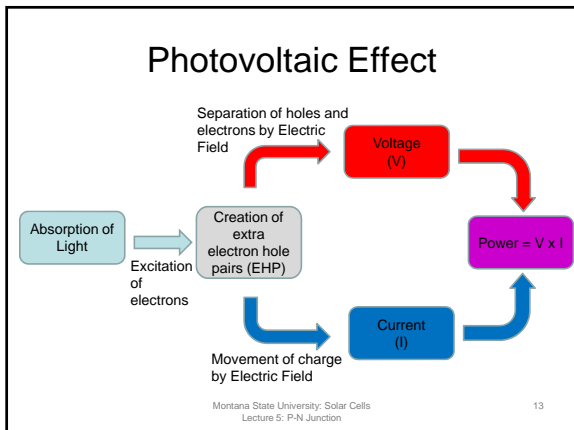 Photovoltaic Effect
Separation of holes and
electrons by Electric
Field
Voltage
(V)
Absorption of
Light
Excitation
of
electrons
Creation of
extra
electron hole
pairs (EHP)
Power = V x I
Current
(I)
Movement of charge
by Electric Field
Montana State University: Solar Cells
Lecture 5: P-N Junction
13